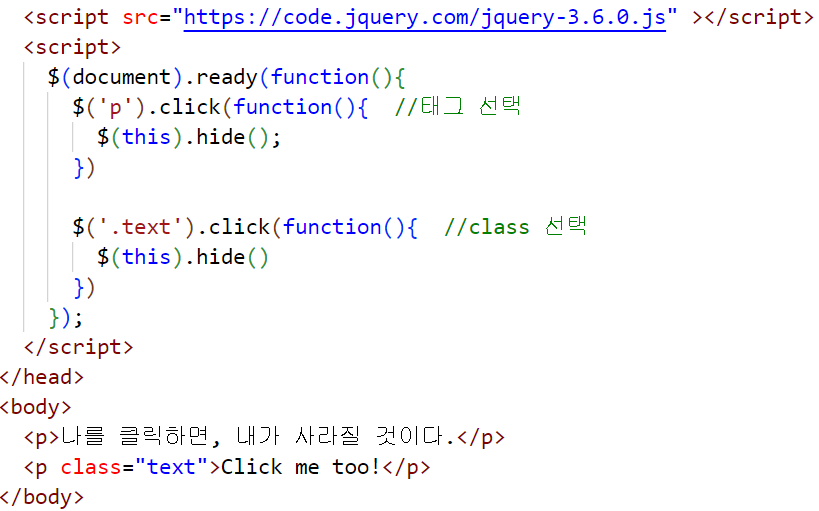 <script src="https://code.jquery.com/jquery-3.6.0.js" ></script>
<script>
$(document).ready(function(){
$('p').click(function(){  //태그 선택
$(this).hide();
})
$('.text').click(function(){  //class 선택
$(this).hide()
})
});
</script>
</head>
<body>
<p>나를 클릭하면, 내가 사라질 것이다.</p>
<p class="text">Click me too!</p>
</body>